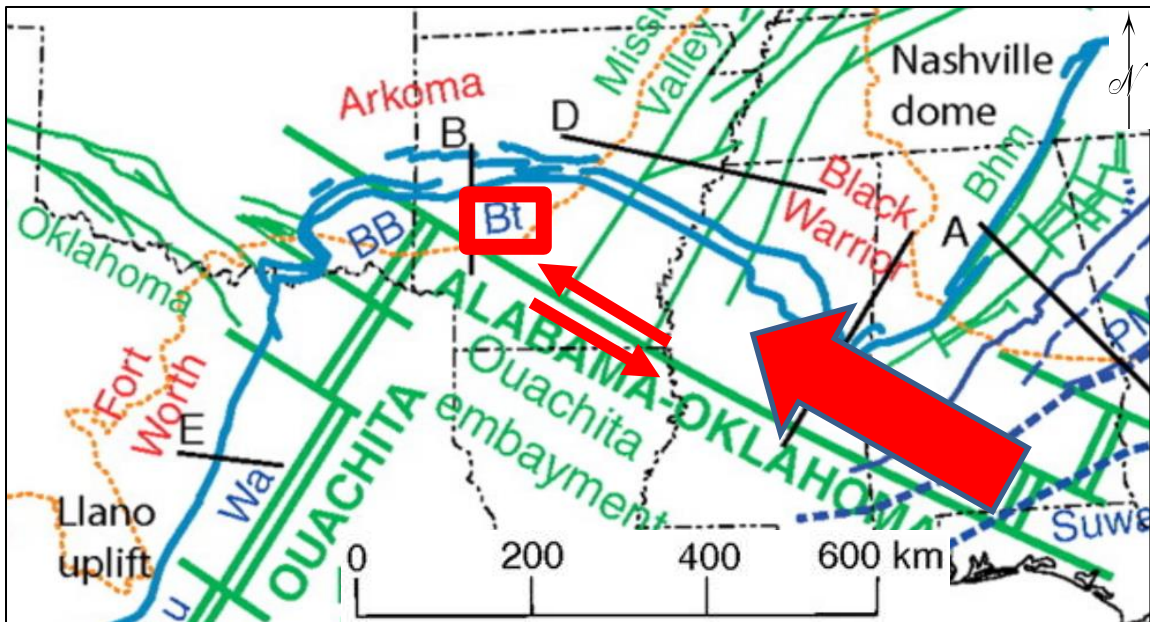 Missi
Valley
Nashville
dome
N
Arkoma
B
D
Bhm
Black
Warrior
A
Oklahoma
BB
Bt
ALABAMA-OKLAHOMA
Ouachita
embayment
Fort
Worth
E
Wa
OUACHITA
Llano
uplift
u
Suwa
0 200 400 600 km